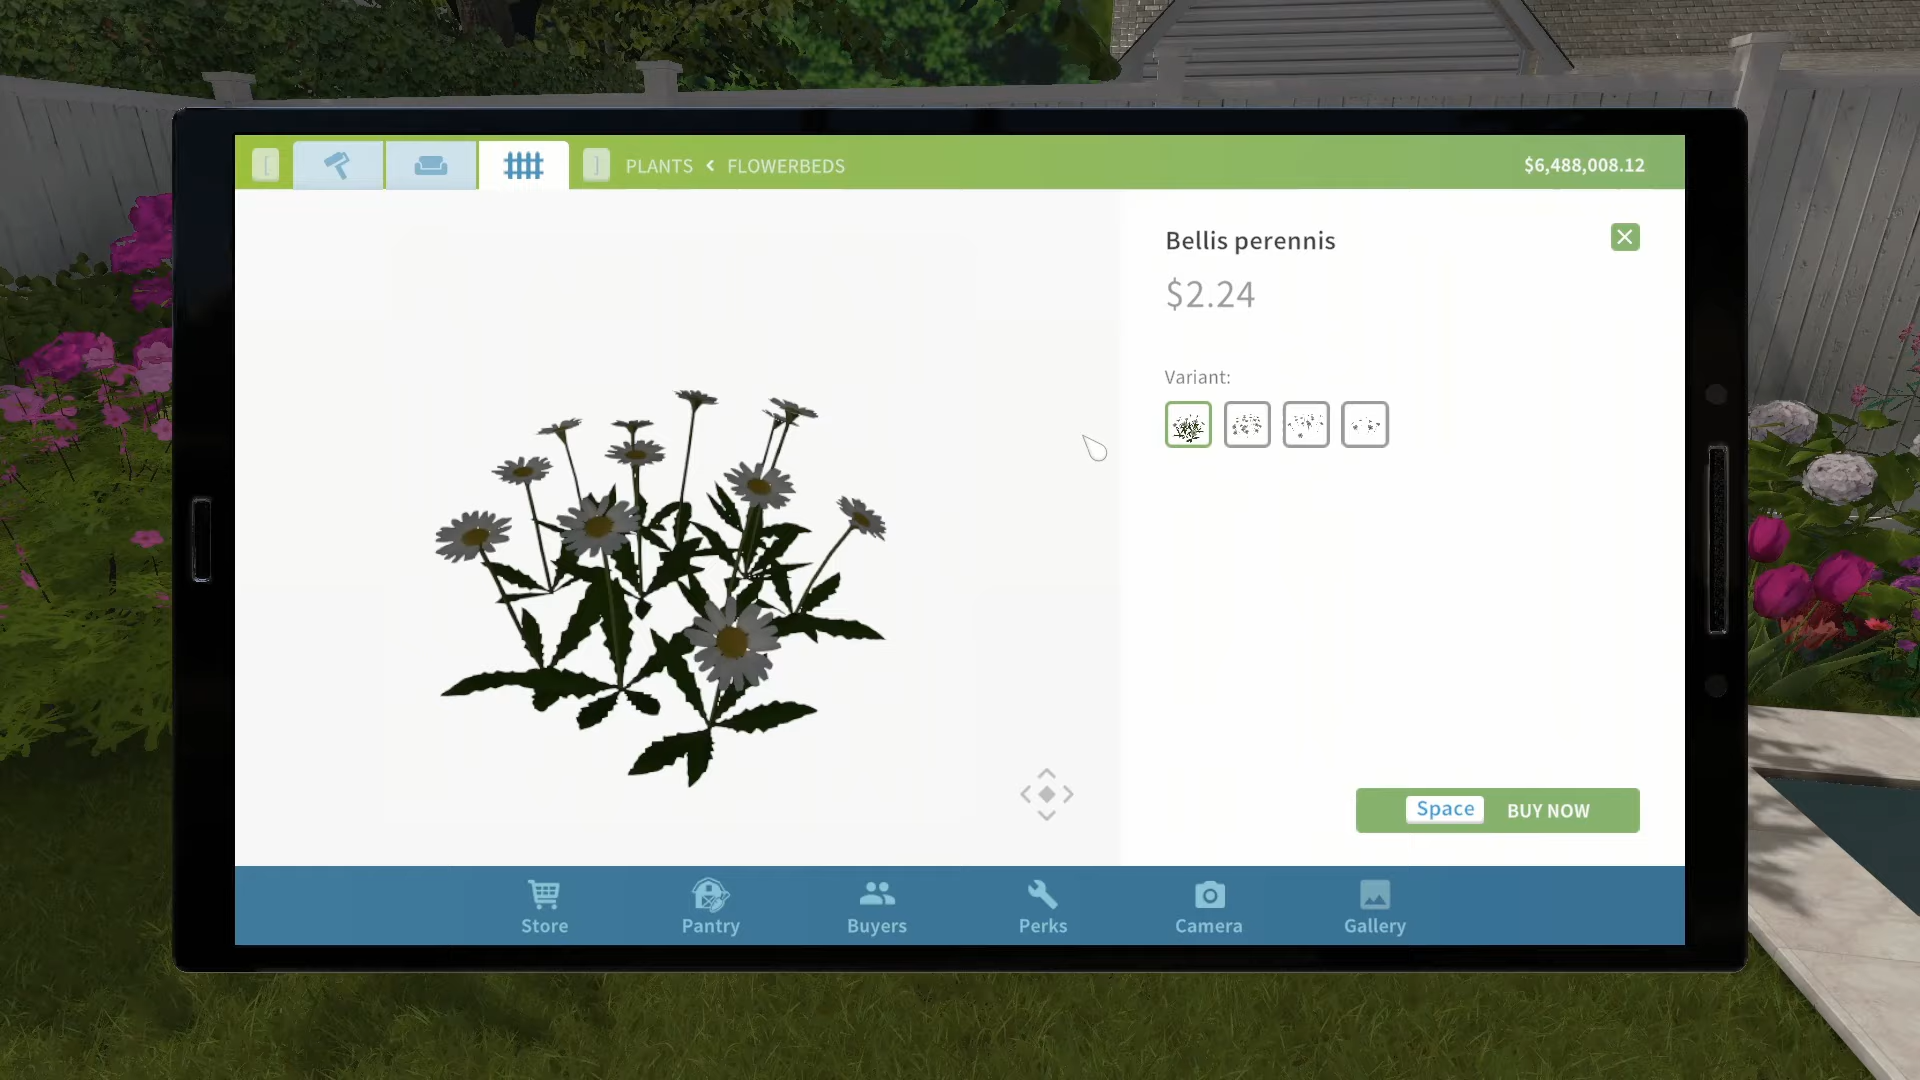 [ ] PLANTS < FLOWERBEDS $6,488,008.12
Bellis perennis
$2.24
Variant:
Space BUY NOW
Store Pantry Buyers Perks Camera Gallery